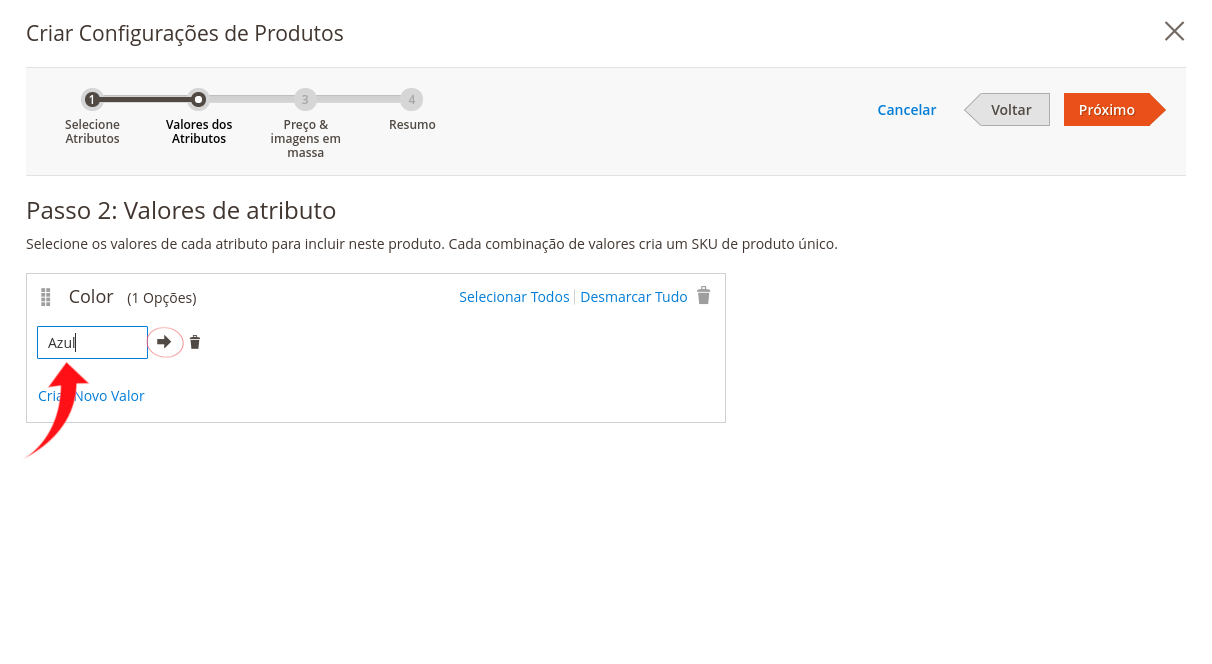 Criar Configurações de Produtos
1
3
4
Selecione
Atributos
Valores dos
Atributos
Preço &
imagens em
massa
Resumo
Cancelar
Voltar
Próximo
Passo 2: Valores de atributo
Selecione os valores de cada atributo para incluir neste produto. Cada combinação de valores cria um SKU de produto único.
Color (1 Opções)
Selecionar Todos | Desmarcar Tudo
Azul
Criar Novo Valor